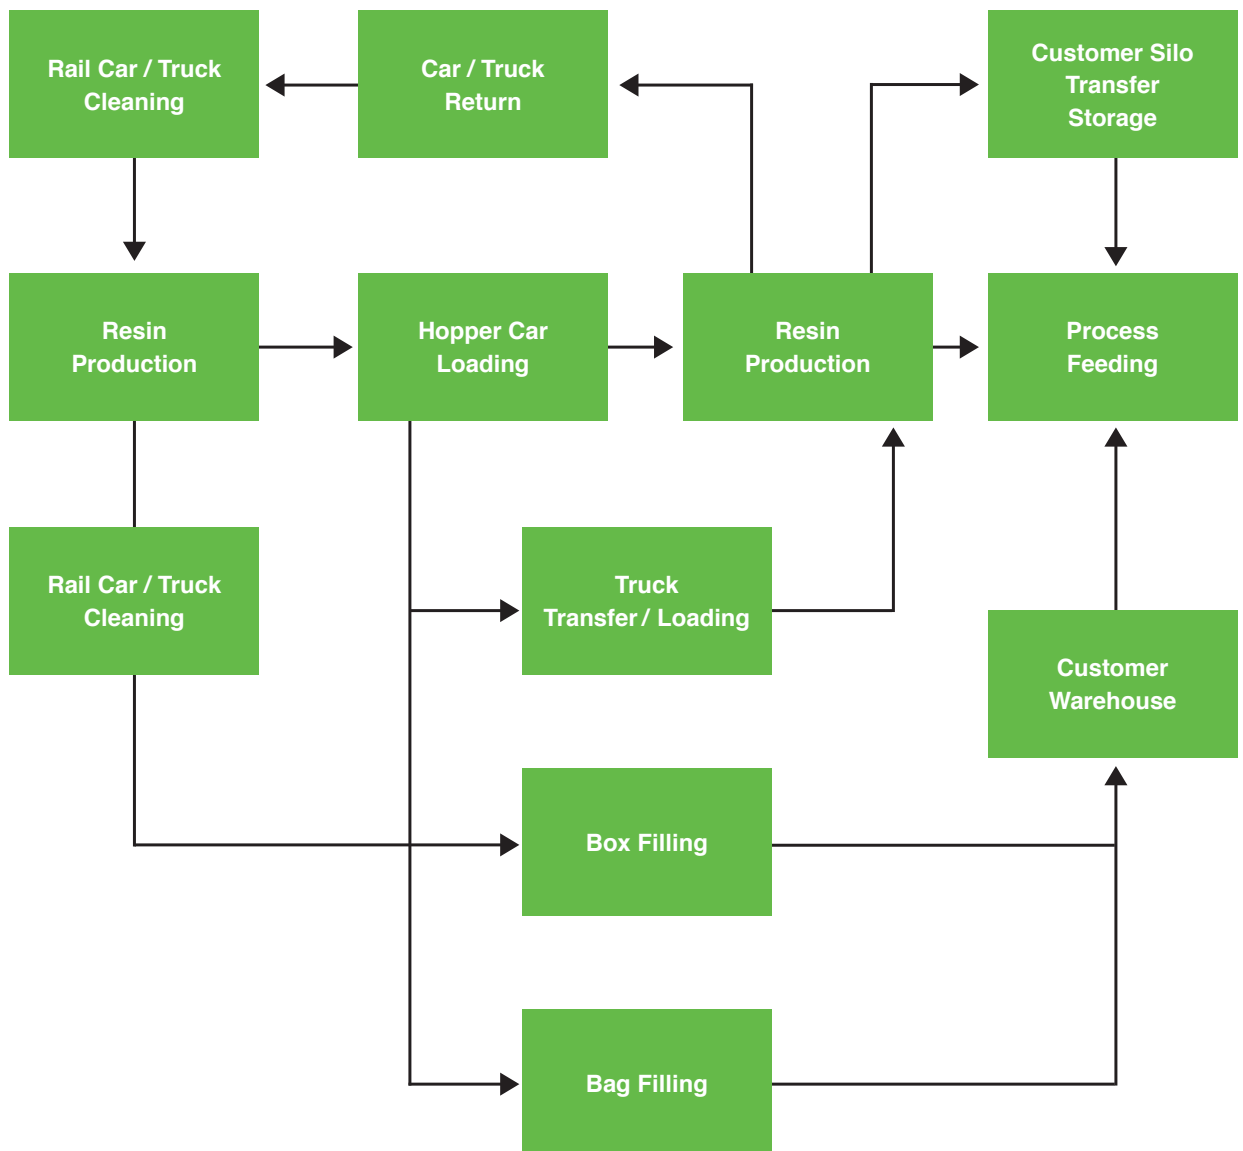 Rail Car / Truck
Cleaning
Car / Truck
Return
Customer Silo
Transfer
Storage
Resin
Production
Hopper Car
Loading
Resin
Production
Process
Feeding
Rail Car / Truck
Cleaning
Truck
Transfer / Loading
Customer
Warehouse
Box Filling
Bag Filling